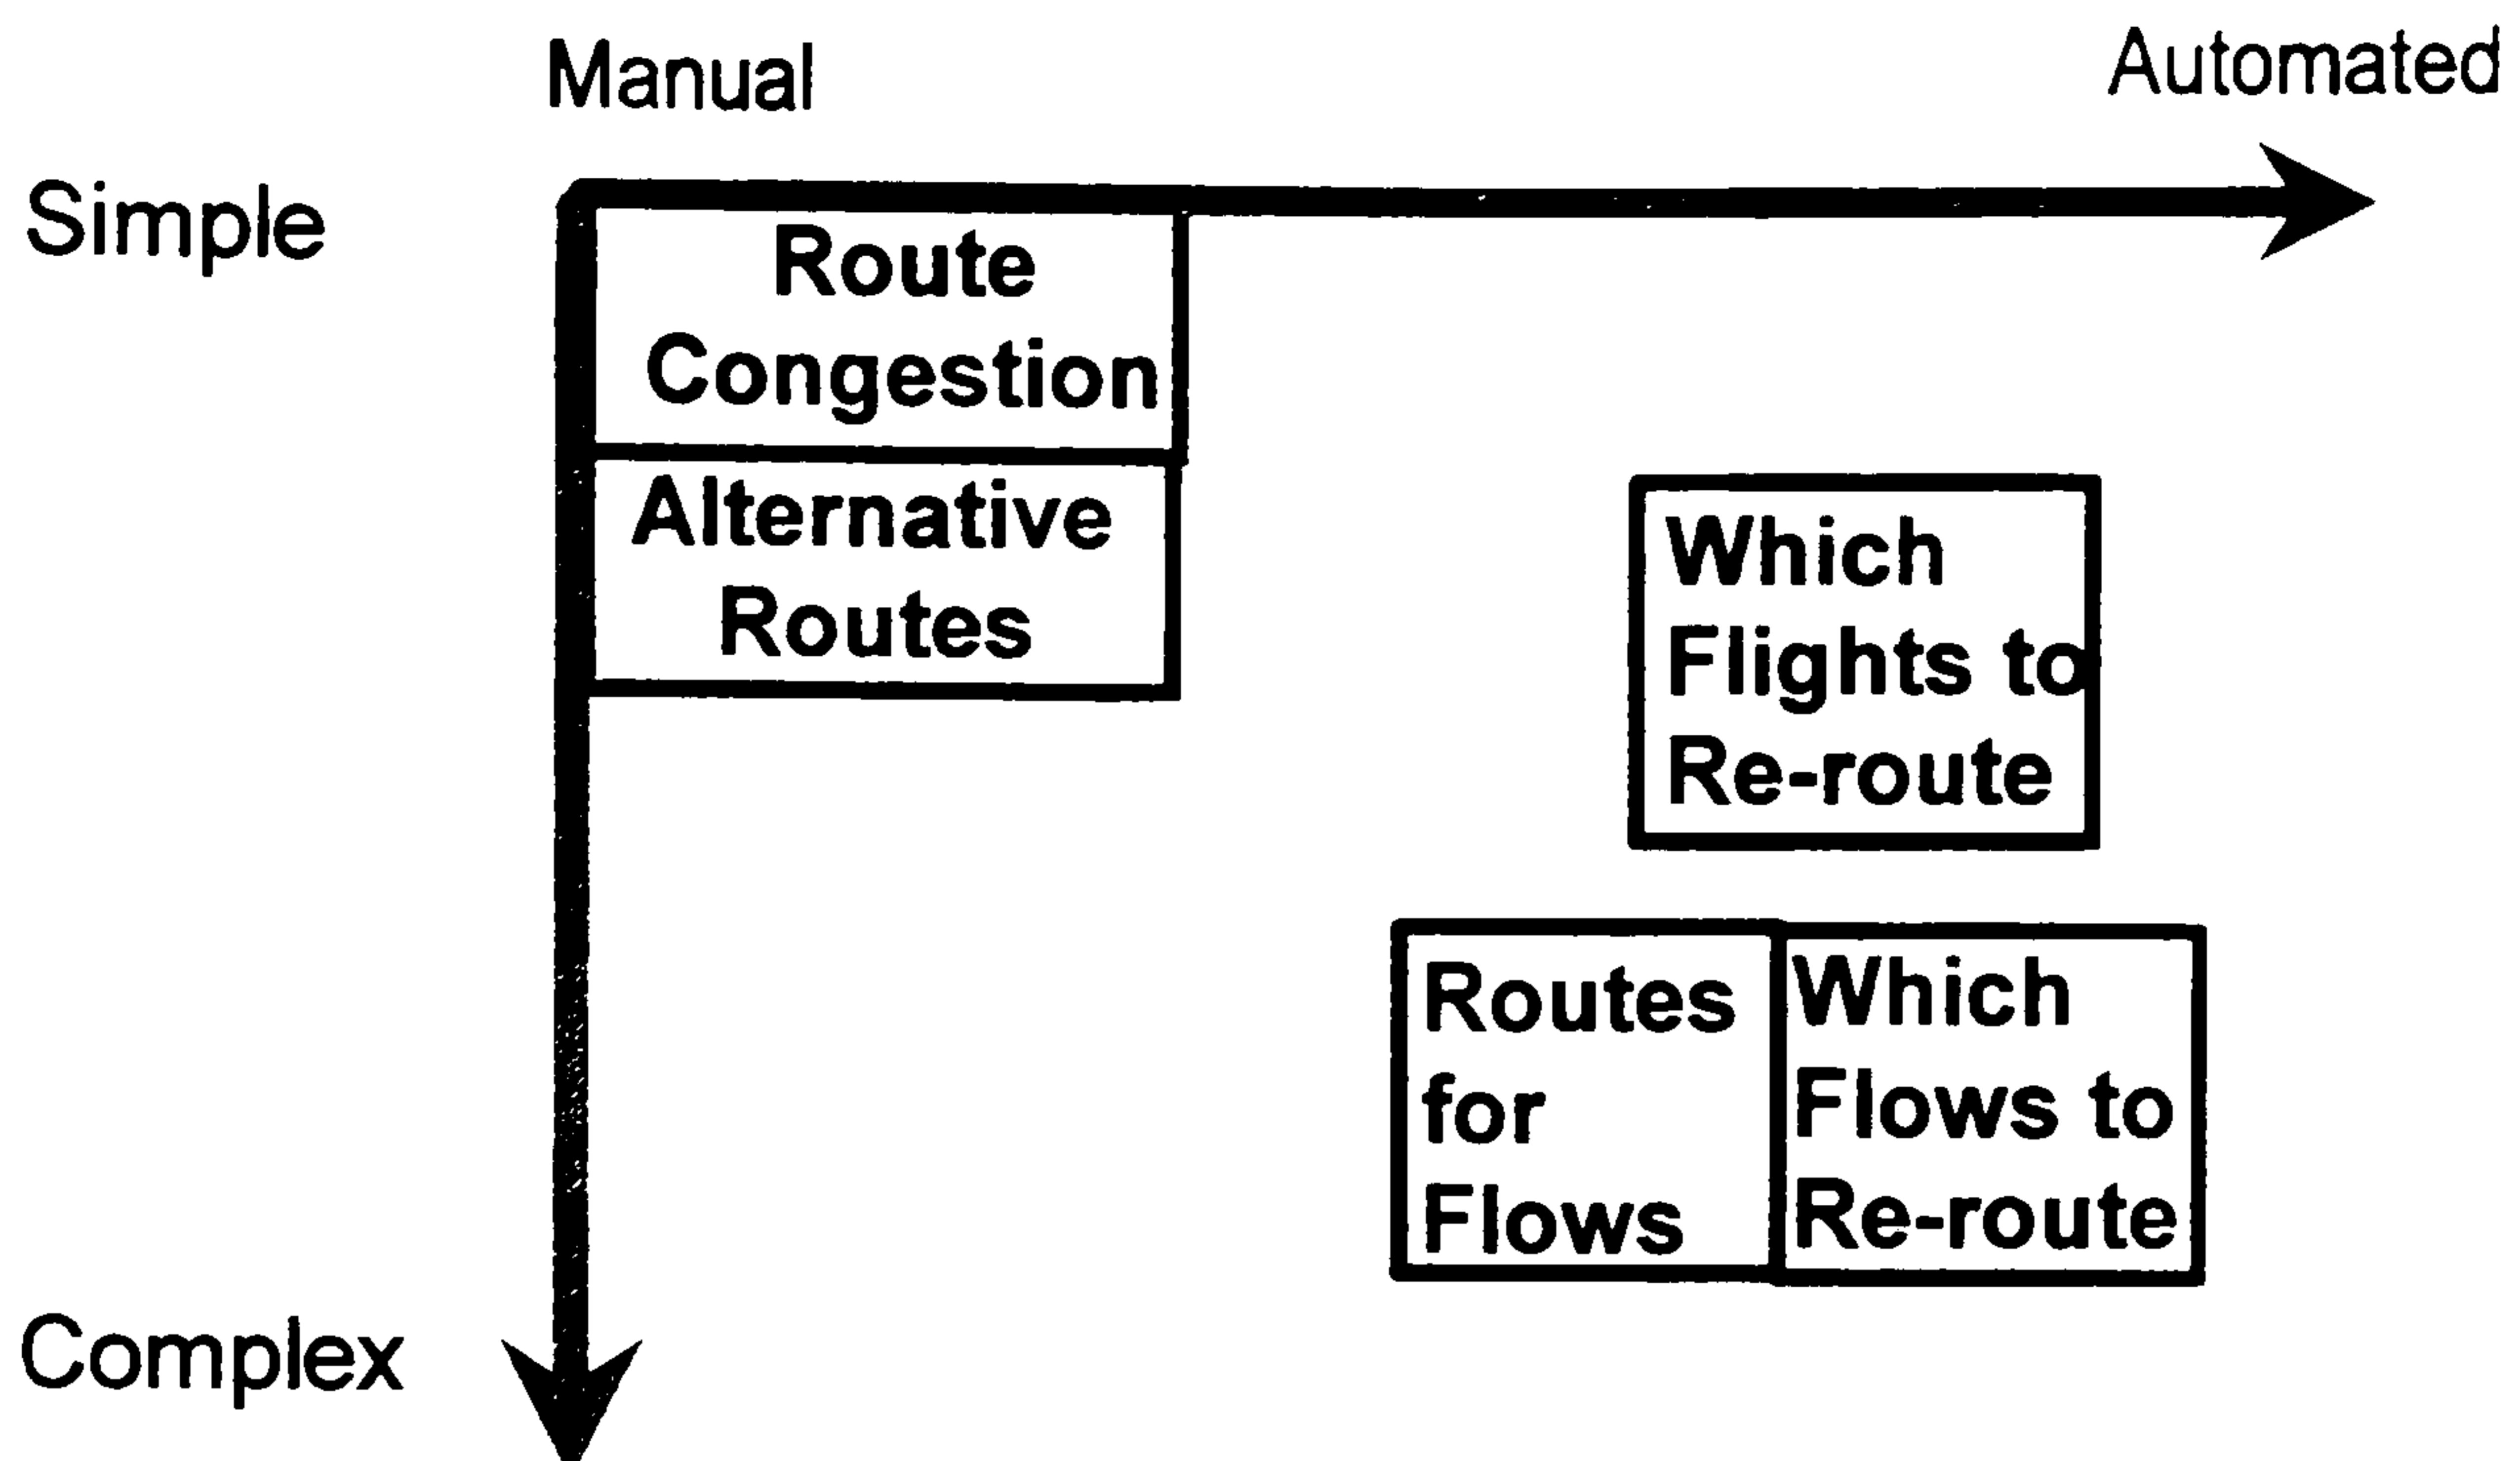 Manual
Automated
Simple
Route
Congestion
Alternative
Routes
Which
Flights to
Re-route
Routes
for
Flows
Which
Flows to
Re-route
Complex